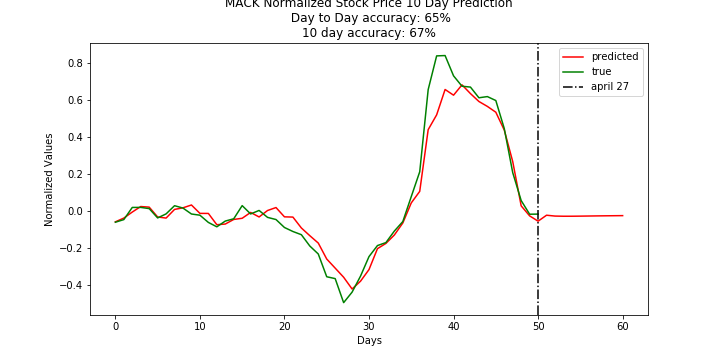 MACK Normalized Stock Price 10 Day Prediction
Day to Day accuracy: 65%
10 day accuracy: 67%
predicted
true
april 27
Normalized Values
0.8
0.6
0.4
0.2
0.0
−0.2
−0.4
0 10 20 30 40 50 60
Days